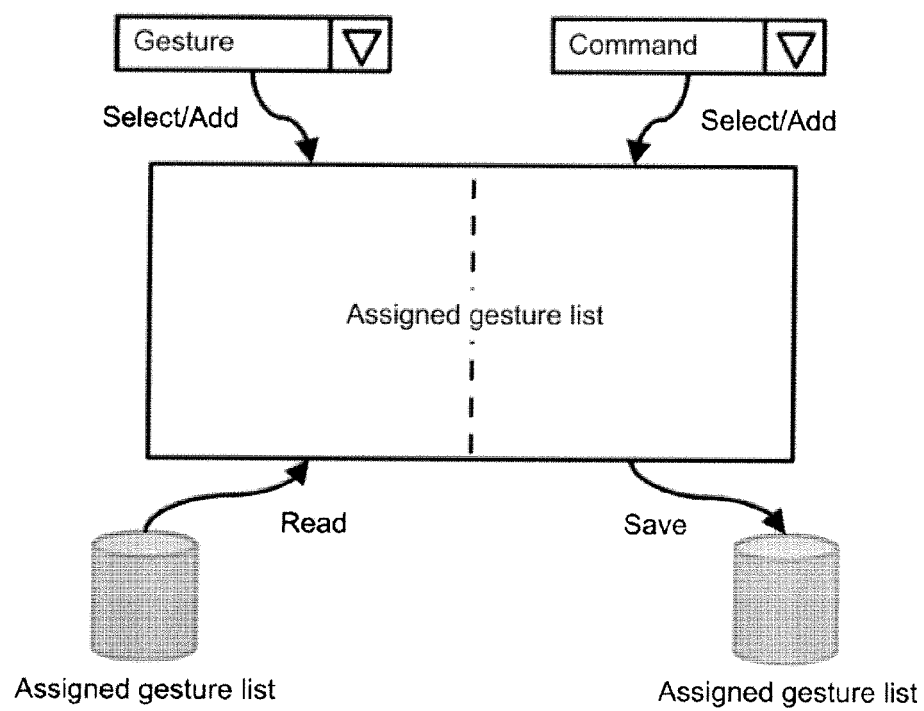 Gesture
Command
Select/Add
Select/Add
Assigned gesture list
Read
Save
Assigned gesture list
Assigned gesture list